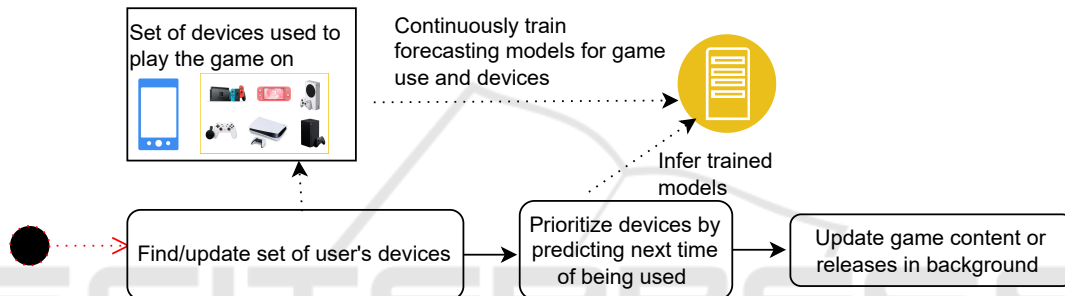 Set of devices used to
play the game on
Continuously train
forecasting models for game
use and devices
Infer trained
models
Find/update set of user's devices
Prioritize devices by
predicting next time
of being used
Update game content or
releases in background